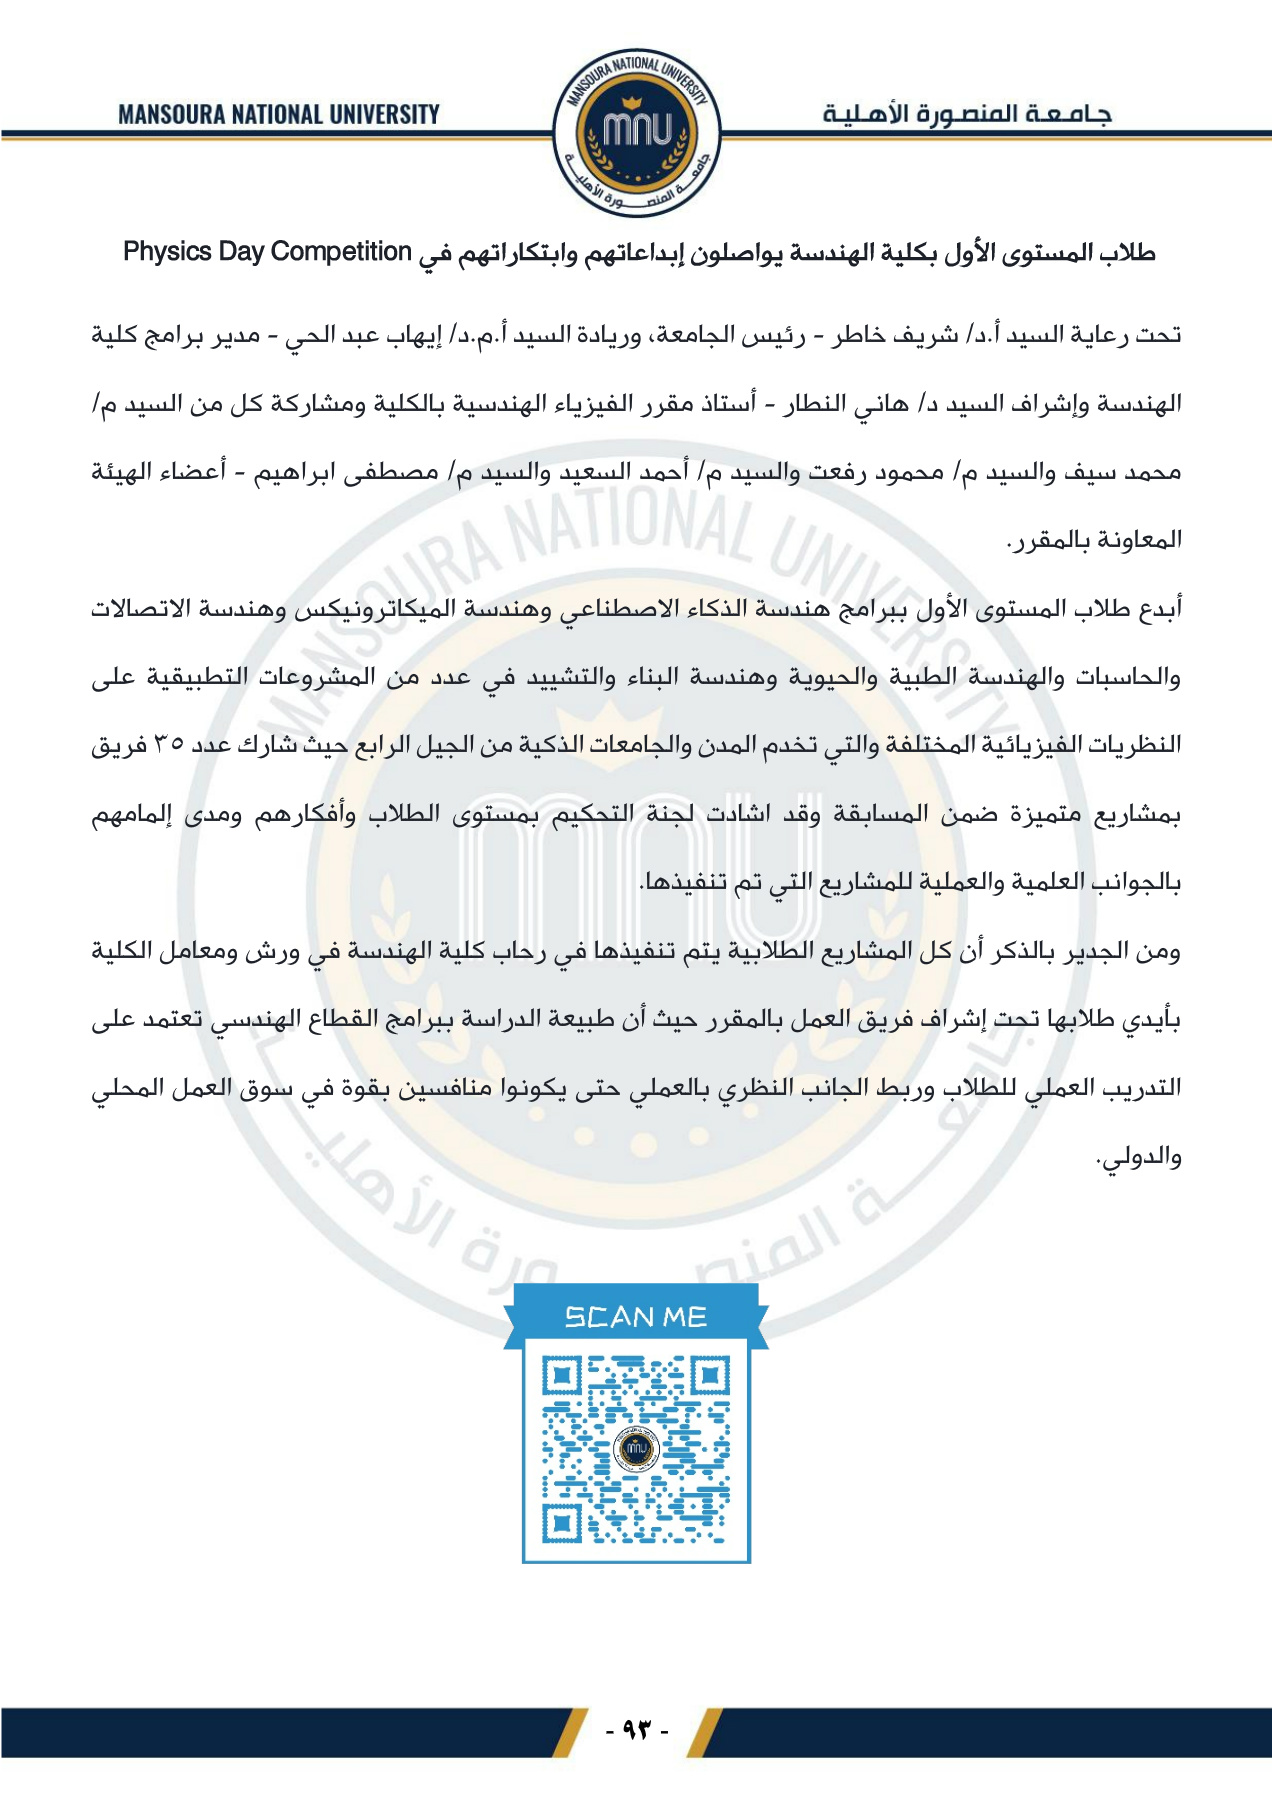 MANSOURA NATIONAL UNIVERSITY
جامعة المنصورة الأهلية
MANSOURA NATIONAL UNIVERSITY
mnu
جامعة المنصورة الأهلية
طلاب المستوى الأول بكلية الهندسة يواصلون إبداعاتهم وابتكاراتهم في Physics Day Competition
تحت رعاية السيد أ.د/ شريف خاطر - رئيس الجامعة، وريادة السيد أ.م.د/ إيهاب عبد الحي - مدير برامج كلية
الهندسة وإشراف السيد د/ هاني النطار - أستاذ مقرر الفيزياء الهندسية بالكلية ومشاركة كل من السيد م/
محمد سيف والسيد م/ محمود رفعت والسيد م/ أحمد السعيد والسيد م/ مصطفى ابراهيم - أعضاء الهيئة
المعاونة بالمقرر.
أبدع طلاب المستوى الأول ببرامج هندسة الذكاء الاصطناعي وهندسة الميكاترونيكس وهندسة الاتصالات
والحاسبات والهندسة الطبية والحيوية وهندسة البناء والتشييد في عدد من المشروعات التطبيقية على
النظريات الفيزيائية المختلفة والتي تخدم المدن والجامعات الذكية من الجيل الرابع حيث شارك عدد ٣٥ فريق
بمشاريع متميزة ضمن المسابقة وقد اشادت لجنة التحكيم بمستوى الطلاب وأفكارهم ومدى إلمامهم
بالجوانب العلمية والعملية للمشاريع التي تم تنفيذها.
ومن الجدير بالذكر أن كل المشاريع الطلابية يتم تنفيذها في رحاب كلية الهندسة في ورش ومعامل الكلية
بأيدي طلابها تحت إشراف فريق العمل بالمقرر حيث أن طبيعة الدراسة ببرامج القطاع الهندسي تعتمد على
التدريب العملي للطلاب وربط الجانب النظري بالعملي حتى يكونوا منافسين بقوة في سوق العمل المحلي
والدولي.
SCAN ME
mnu
- ٩٣ -